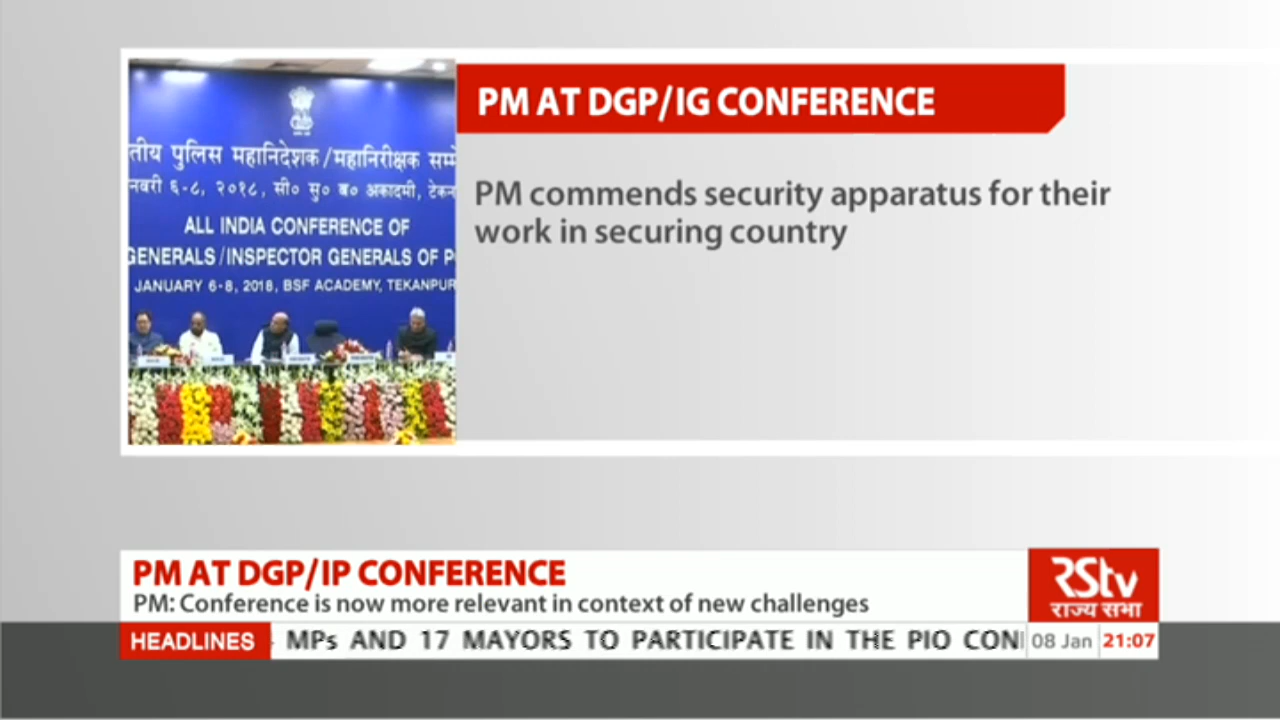 PM AT DGP/IG CONFERENCE
तीय पुलिस महानिदेशक/महानिरीक्षक सम्मे
नवरी ६-८, २०१८, सी० सु० ब० अकादमी, टेकन
ALL INDIA CONFERENCE OF
GENERALS/INSPECTOR GENERALS OF P
JANUARY 6-8, 2018, BSF ACADEMY, TEKANPUR
PM commends security apparatus for their
work in securing country
PM AT DGP/IP CONFERENCE
PM: Conference is now more relevant in context of new challenges
RStv
राज्य सभा
HEADLINES MPs AND 17 MAYORS TO PARTICIPATE IN THE PIO CON 08 Jan 21:07